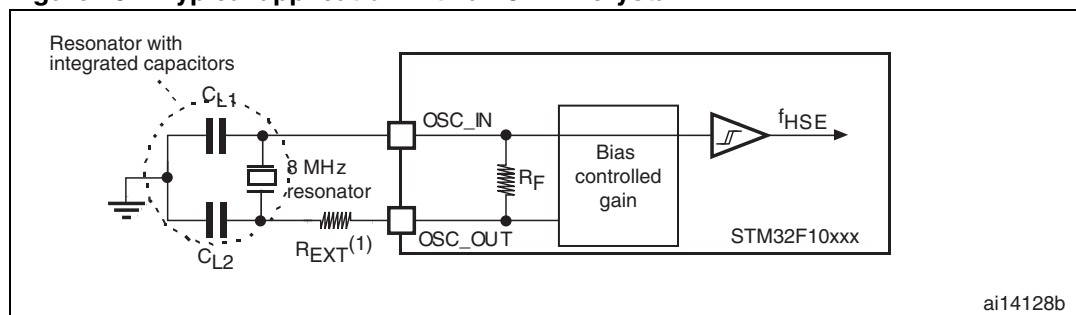 Resonator with
integrated capacitors
CL1
OSC_IN
fHSE
8 MHz
resonator
RF
Bias
controlled
gain
REXT(1)
OSC_OUT
STM32F10xxx
CL2
ai14128b